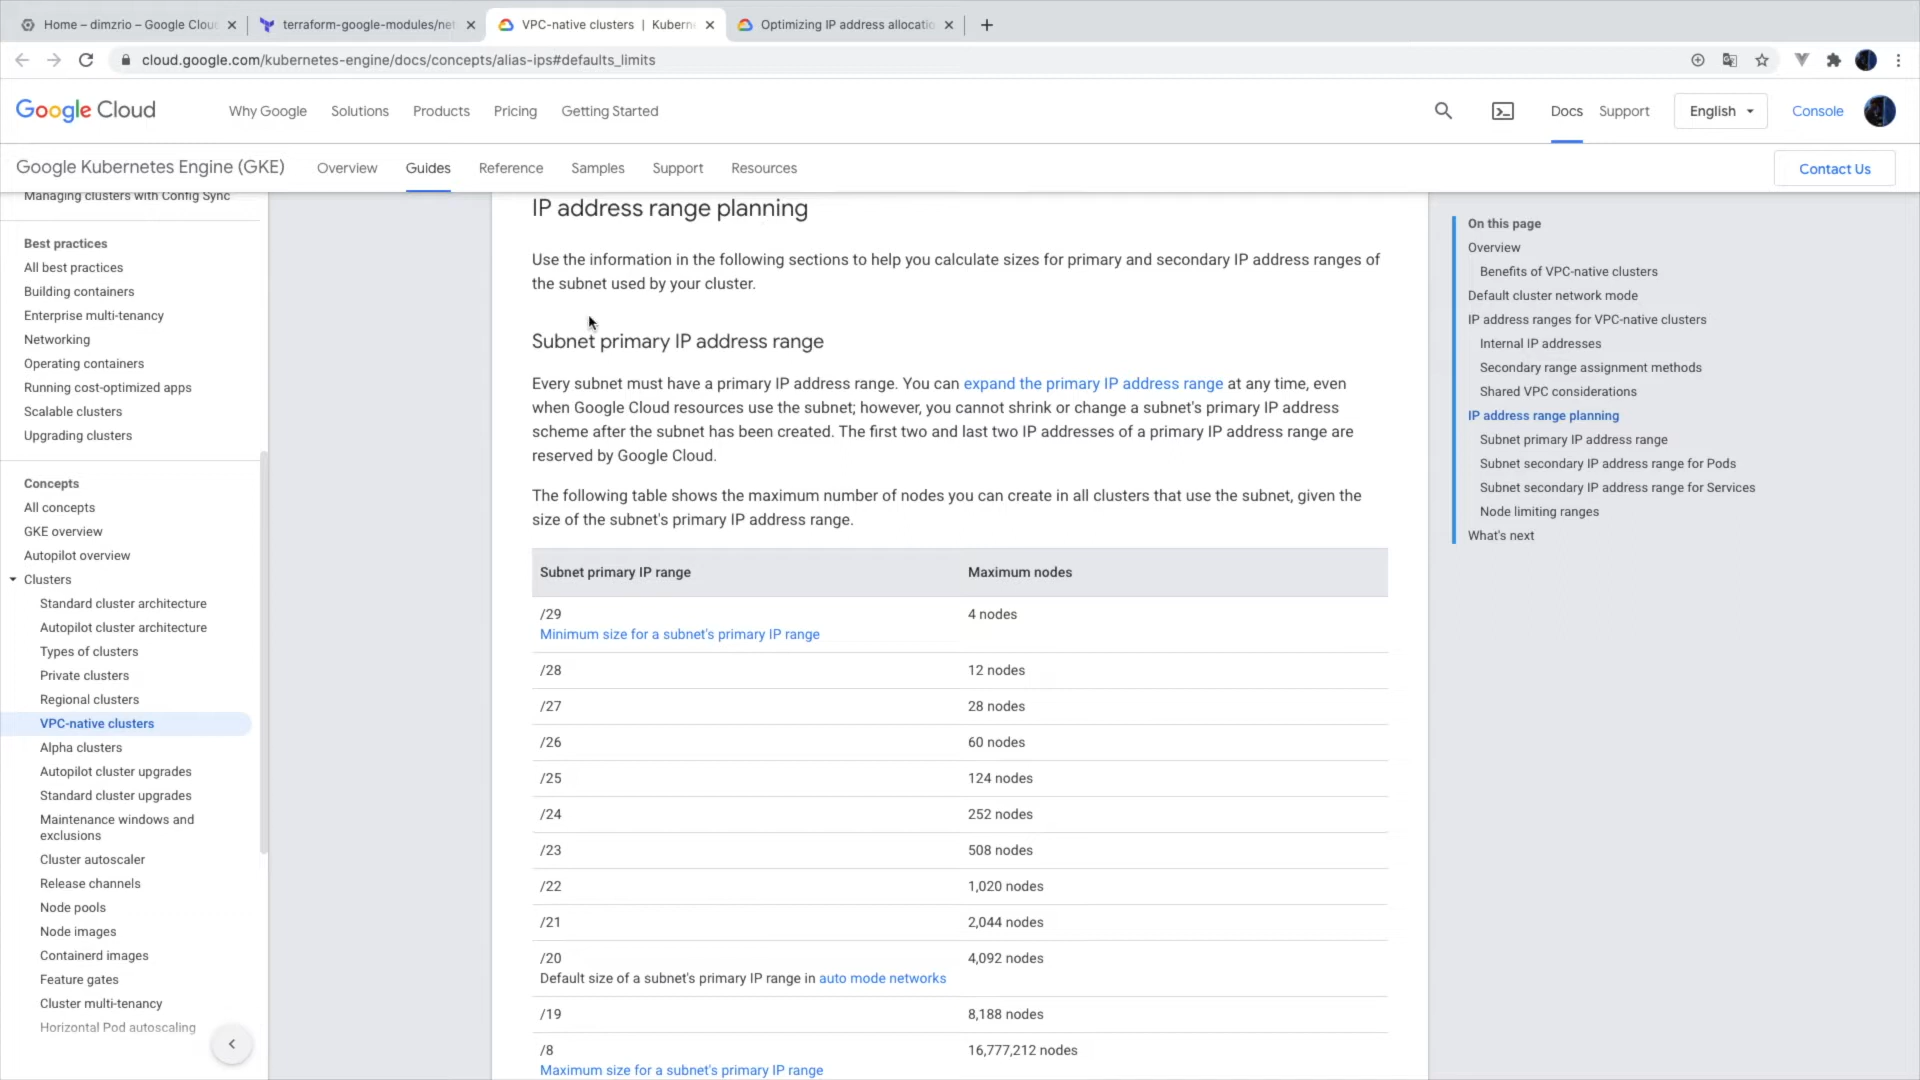 Home – dimzrio – Google Clou
terraform-google-modules/net
VPC-native clusters | Kubern
Optimizing IP address allocatio
cloud.google.com/kubernetes-engine/docs/concepts/alias-ips#defaults_limits
Google Cloud
Why Google
Solutions
Products
Pricing
Getting Started
Docs
Support
English
Console
Google Kubernetes Engine (GKE)
Overview
Guides
Reference
Samples
Support
Resources
Contact Us
Managing clusters with Config Sync
Best practices
All best practices
Building containers
Enterprise multi-tenancy
Networking
Operating containers
Running cost-optimized apps
Scalable clusters
Upgrading clusters
Concepts
All concepts
GKE overview
Autopilot overview
Clusters
Standard cluster architecture
Autopilot cluster architecture
Types of clusters
Private clusters
Regional clusters
VPC-native clusters
Alpha clusters
Autopilot cluster upgrades
Standard cluster upgrades
Maintenance windows and
exclusions
Cluster autoscaler
Release channels
Node pools
Node images
Containerd images
Feature gates
Cluster multi-tenancy
Horizontal Pod autoscaling
IP address range planning
Use the information in the following sections to help you calculate sizes for primary and secondary IP address ranges of
the subnet used by your cluster.
Subnet primary IP address range
Every subnet must have a primary IP address range. You can expand the primary IP address range at any time, even
when Google Cloud resources use the subnet; however, you cannot shrink or change a subnet's primary IP address
scheme after the subnet has been created. The first two and last two IP addresses of a primary IP address range are
reserved by Google Cloud.
The following table shows the maximum number of nodes you can create in all clusters that use the subnet, given the
size of the subnet's primary IP address range.
Subnet primary IP range
Maximum nodes
/29
4 nodes
Minimum size for a subnet's primary IP range
/28
12 nodes
/27
28 nodes
/26
60 nodes
/25
124 nodes
/24
252 nodes
/23
508 nodes
/22
1,020 nodes
/21
2,044 nodes
/20
4,092 nodes
Default size of a subnet's primary IP range in auto mode networks
/19
8,188 nodes
/8
16,777,212 nodes
Maximum size for a subnet's primary IP range
On this page
Overview
Benefits of VPC-native clusters
Default cluster network mode
IP address ranges for VPC-native clusters
Internal IP addresses
Secondary range assignment methods
Shared VPC considerations
IP address range planning
Subnet primary IP address range
Subnet secondary IP address range for Pods
Subnet secondary IP address range for Services
Node limiting ranges
What's next